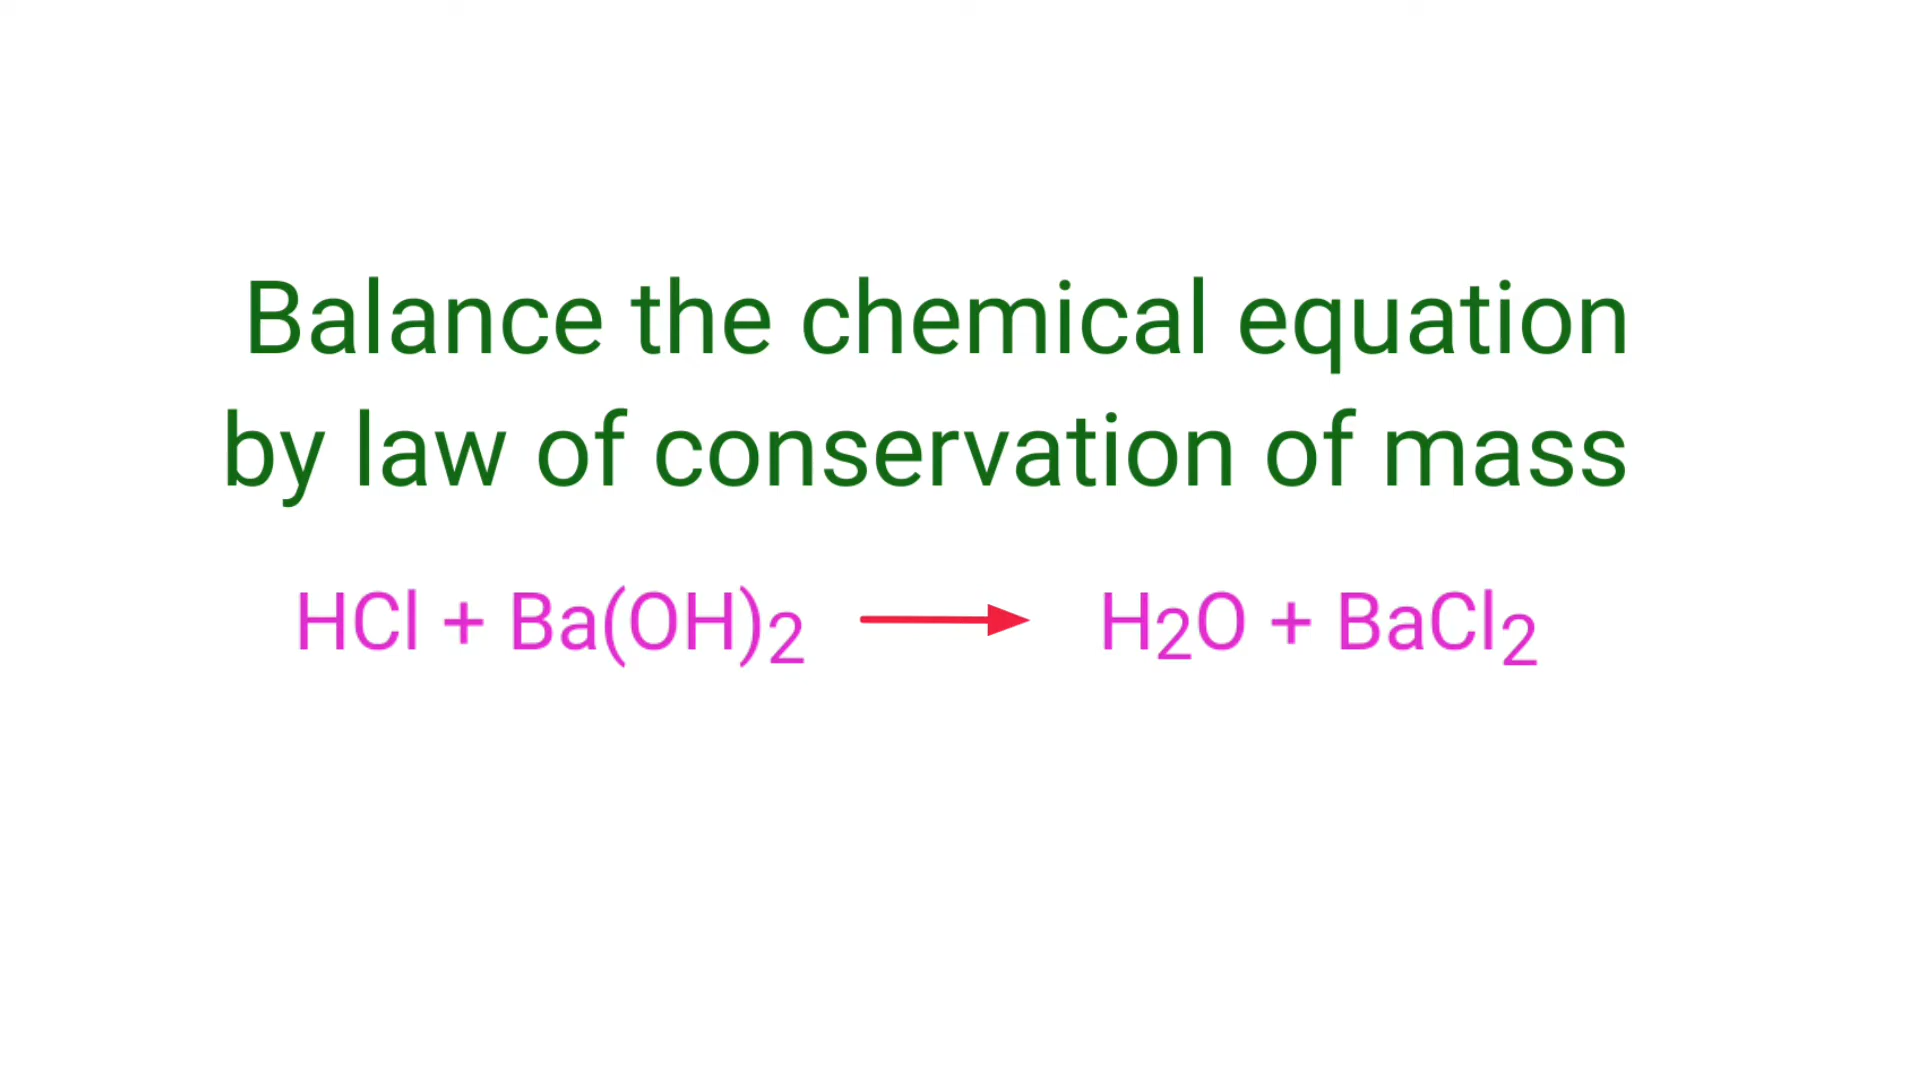 Balance the chemical equation
by law of conservation of mass
HCl + Ba(OH)2 → H2O + BaCl2